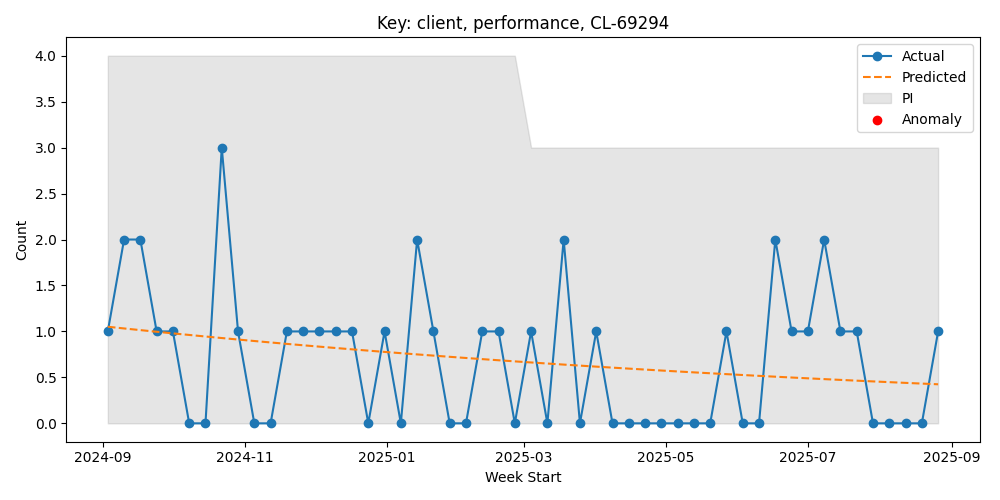 Key: client, performance, CL-69294
Actual
Predicted
PI
Anomaly
4.0
3.5
3.0
2.5
2.0
1.5
1.0
0.5
0.0
Count
2024-09
2024-11
2025-01
2025-03
2025-05
2025-07
2025-09
Week Start